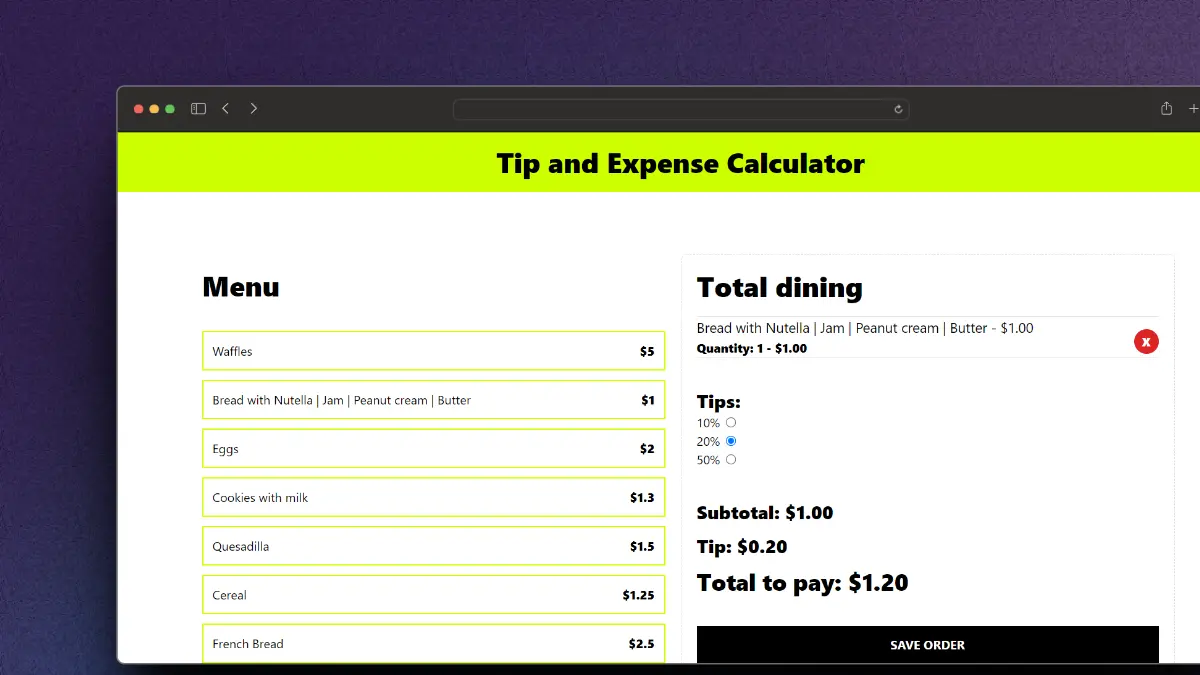 Tip and Expense Calculator
Menu
Waffles $5
Bread with Nutella | Jam | Peanut cream | Butter $1
Eggs $2
Cookies with milk $1.3
Quesadilla $1.5
Cereal $1.25
French Bread $2.5
Total dining
Bread with Nutella | Jam | Peanut cream | Butter - $1.00
Quantity: 1 - $1.00
x
Tips:
10%
20%
50%
Subtotal: $1.00
Tip: $0.20
Total to pay: $1.20
SAVE ORDER